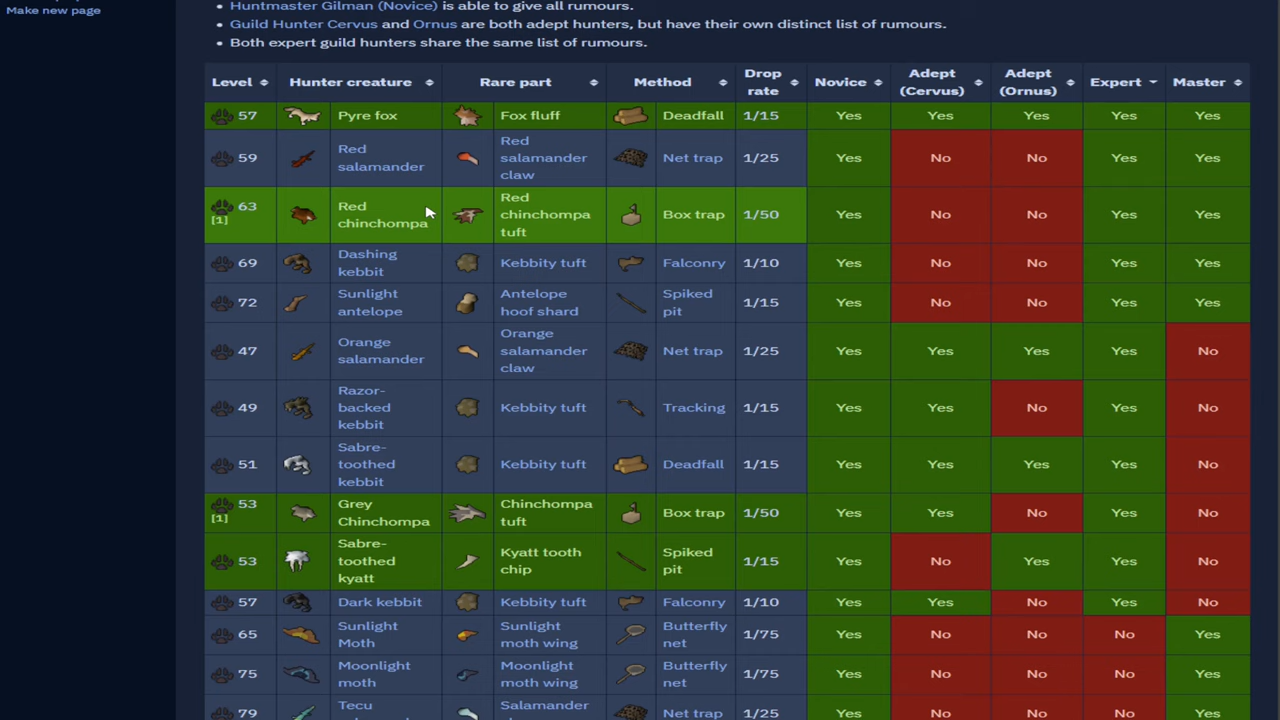 Make new page
• Huntmaster Gilman (Novice) is able to give all rumours.
• Guild Hunter Cervus and Ornus are both adept hunters, but have their own distinct list of rumours.
• Both expert guild hunters share the same list of rumours.
Level Hunter creature Rare part Method Drop rate Novice Adept (Cervus) Adept (Ornus) Expert Master
57 Pyre fox Fox fluff Deadfall 1/15 Yes Yes Yes Yes Yes
59 Red salamander Red salamander claw Net trap 1/25 Yes No No Yes Yes
63 [1] Red chinchompa Red chinchompa tuft Box trap 1/50 Yes No No Yes Yes
69 Dashing kebbit Kebbity tuft Falconry 1/10 Yes No No Yes Yes
72 Sunlight antelope Antelope hoof shard Spiked pit 1/15 Yes No No Yes Yes
47 Orange salamander Orange salamander claw Net trap 1/25 Yes Yes Yes Yes No
49 Razor-backed kebbit Kebbity tuft Tracking 1/15 Yes Yes No Yes No
51 Sabre-toothed kebbit Kebbity tuft Deadfall 1/15 Yes Yes Yes Yes No
53 [1] Grey Chinchompa Chinchompa tuft Box trap 1/50 Yes Yes No Yes No
53 Sabre-toothed kyatt Kyatt tooth chip Spiked pit 1/15 Yes No Yes Yes No
57 Dark kebbit Kebbity tuft Falconry 1/10 Yes Yes No Yes No
65 Sunlight Moth Sunlight moth wing Butterfly net 1/75 Yes No No No Yes
75 Moonlight moth Moonlight moth wing Butterfly net 1/75 Yes No No No Yes
79 Tecu Salamander Net trap 1/25 Yes No No No Yes